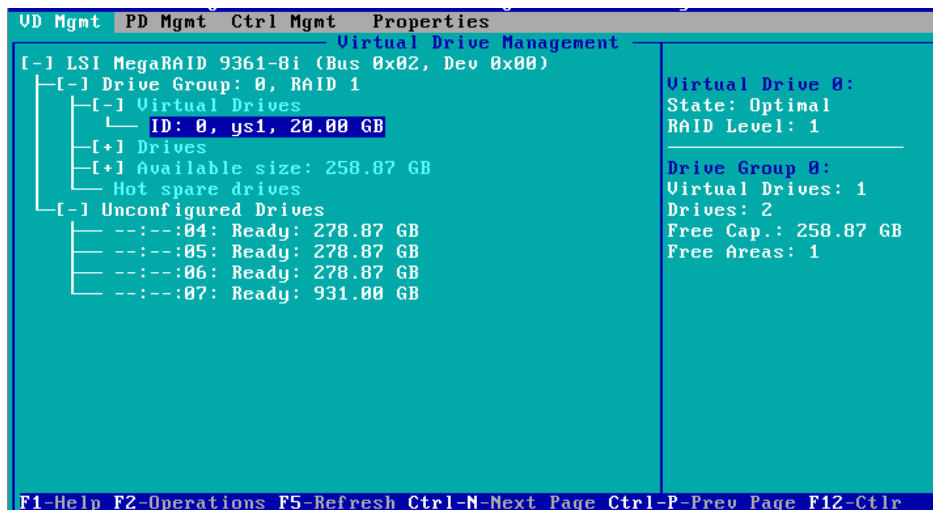 VD Mgmt PD Mgmt Ctrl Mgmt Properties
Virtual Drive Management
[-] LSI MegaRAID 9361-8i (Bus 0x02, Dev 0x00)
[-] Drive Group: 0, RAID 1
[-] Virtual Drives
ID: 0, ys1, 20.00 GB
[+] Drives
[+] Available size: 258.87 GB
Hot spare drives
[-] Unconfigured Drives
--:--:04: Ready: 278.87 GB
--:--:05: Ready: 278.87 GB
--:--:06: Ready: 278.87 GB
--:--:07: Ready: 931.00 GB
Virtual Drive 0:
State: Optimal
RAID Level: 1
Drive Group 0:
Virtual Drives: 1
Drives: 2
Free Cap.: 258.87 GB
Free Areas: 1
F1-Help F2-Operations F5-Refresh Ctrl-N-Next Page Ctrl-P-Prev Page F12-Ctlr